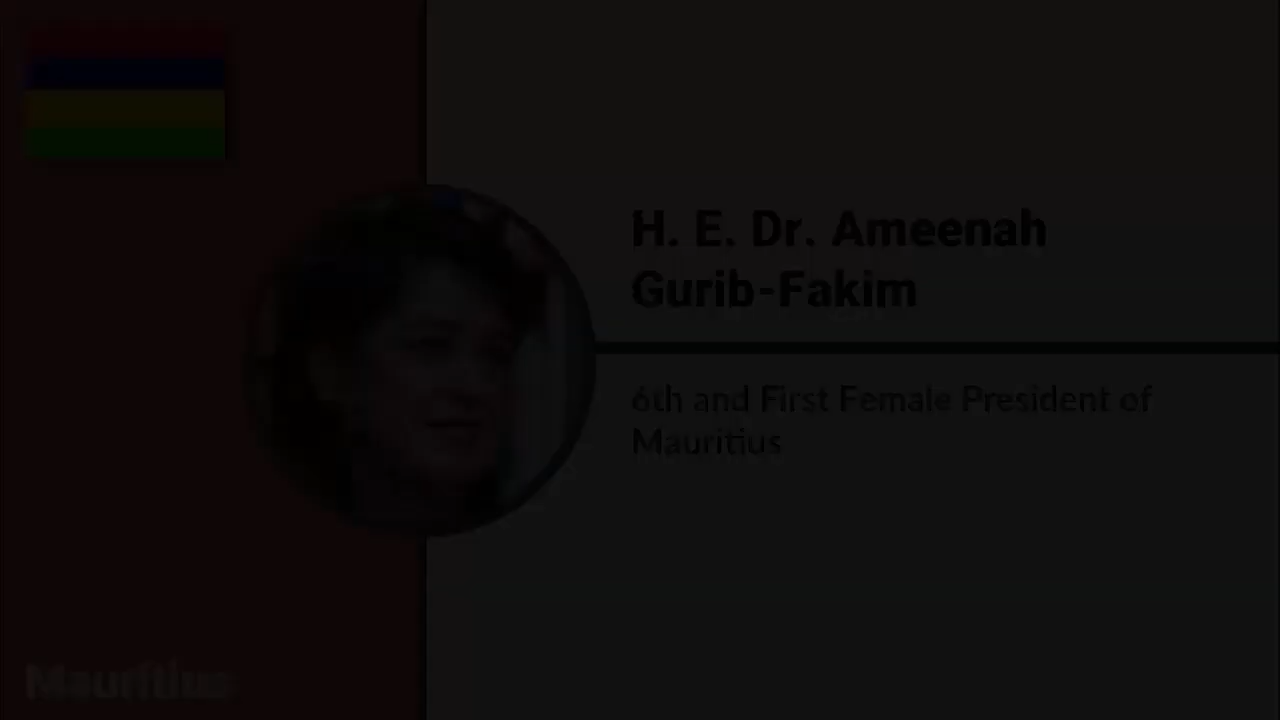 H. E. Dr. Ameenah
Gurib-Fakim
6th and First Female President of
Mauritius
Mauritius